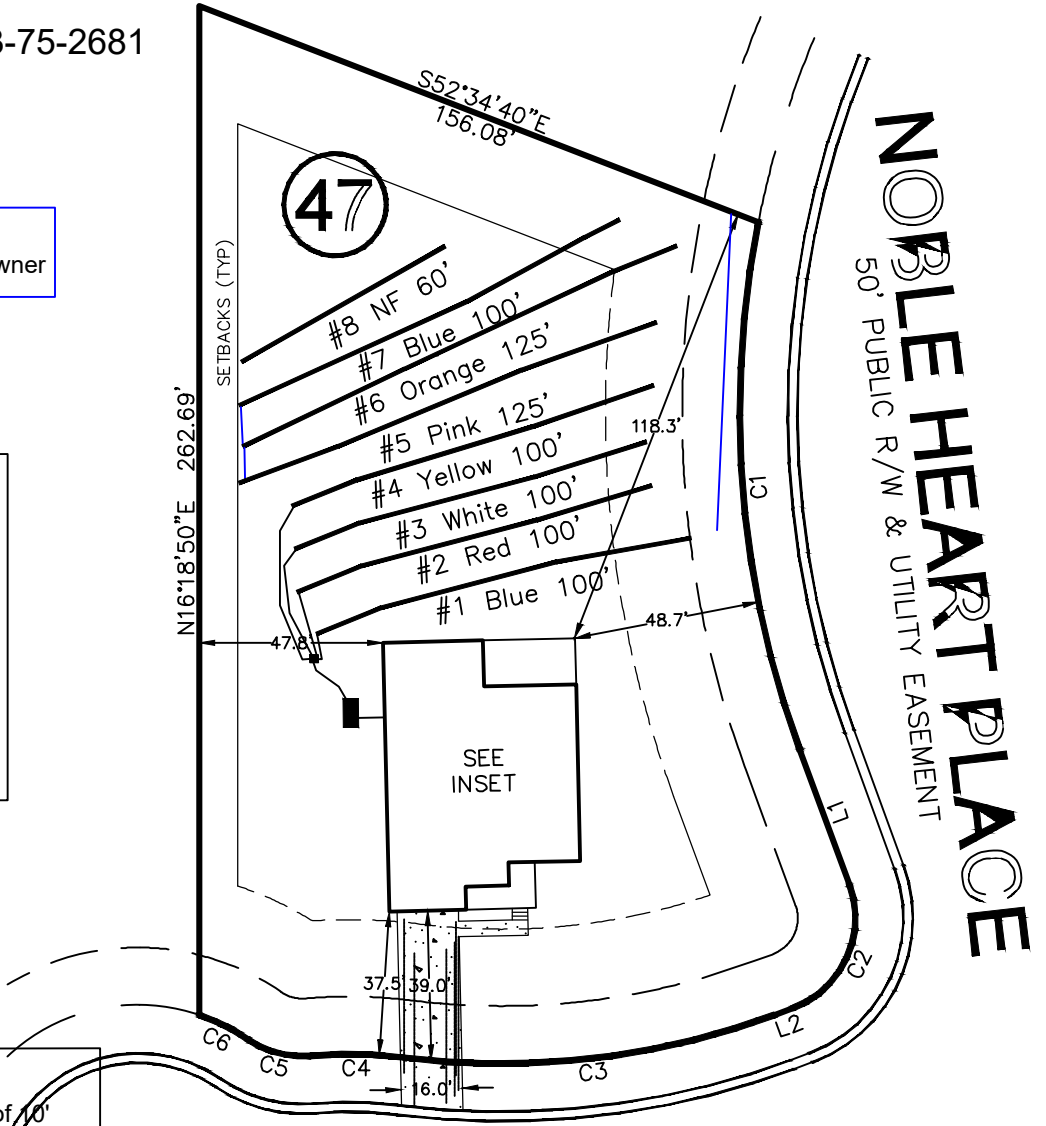 3-75-2681
wner
of 10'
S52°34'40"E
156.08'
47
SETBACKS (TYP)
N16°18'50"E 262.69'
#8 NF 60'
#7 Blue 100'
#6 Orange 125'
#5 Pink 125'
#4 Yellow 100'
#3 White 100'
#2 Red 100'
#1 Blue 100'
118.3'
47.8'
48.7'
SEE
INSET
37.5'
39.0'
16.0'
C1
L1
C2
L2
C3
C4
C5
C6
NOBLE HEART PLACE
50' PUBLIC R/W & UTILITY EASEMENT